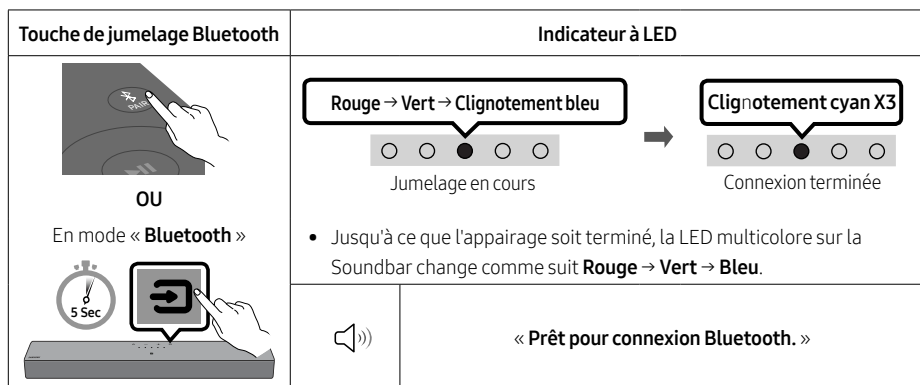 Touche de jumelage Bluetooth
Indicateur à LED
PAIR
OU
En mode « Bluetooth »
5 Sec
Rouge → Vert → Clignotement bleu
Jumelage en cours
Clignotement cyan X3
Connexion terminée
• Jusqu'à ce que l'appairage soit terminé, la LED multicolore sur la
Soundbar change comme suit Rouge → Vert → Bleu.
« Prêt pour connexion Bluetooth. »